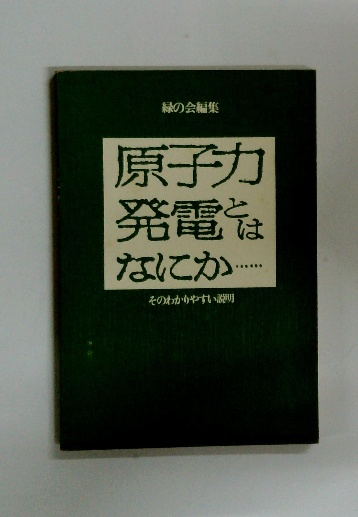 緑の会編集
原子力
発電とは
なにか……
そのわかりやすい説明